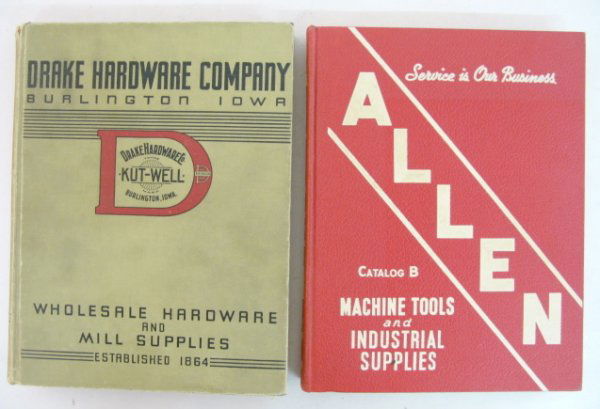 DRAKE HARDWARE COMPANY
BURLINGTON IOWA
DRAKE HARDWARE CO.
KUT-WELL
BURLINGTON, IOWA.
WHOLESALE HARDWARE
AND
MILL SUPPLIES
ESTABLISHED 1864
Service is Our Business
ALLEN
CATALOG B
MACHINE TOOLS
and
INDUSTRIAL
SUPPLIES